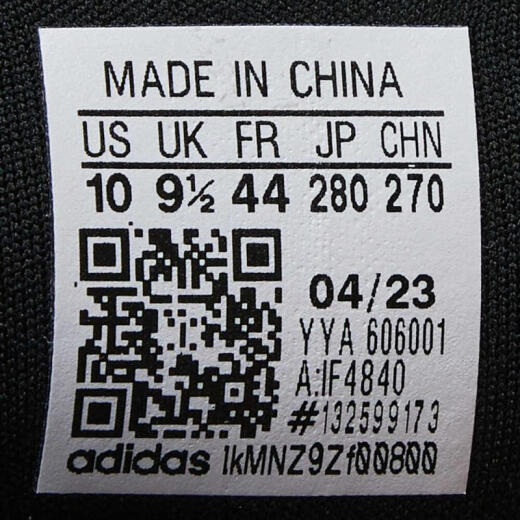 MADE IN CHINA
US UK FR JP CHN
10 9½ 44 280 270
04/23
YYA 606001
A:IF4840
#132599173
adidas IkMNZ9Zf00800